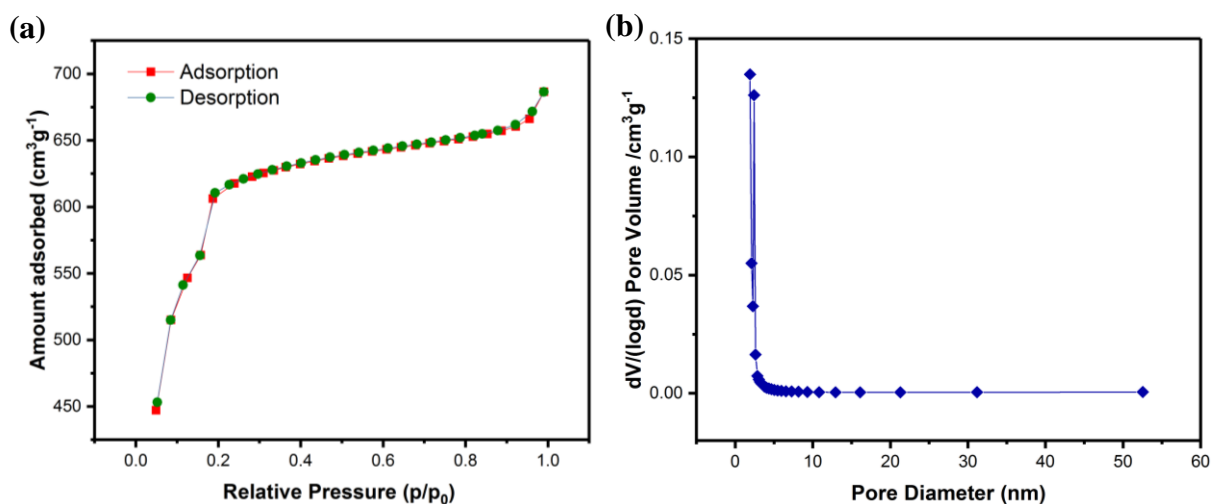 (a)
Adsorption
Desorption
Amount adsorbed (cm³g⁻¹)
700
650
600
550
500
450
0.0 0.2 0.4 0.6 0.8 1.0
Relative Pressure (p/p₀)
(b)
dV/(logd) Pore Volume /cm³g⁻¹
0.15
0.10
0.05
0.00
0 10 20 30 40 50 60
Pore Diameter (nm)